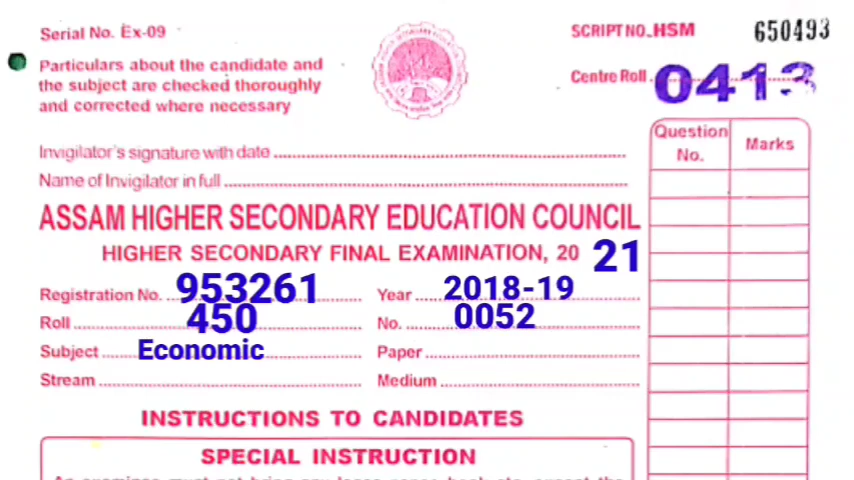 Serial No. Ex-09
SCRIPT NO. HSM 650493
Particulars about the candidate and
the subject are checked thoroughly
and corrected where necessary
Centre Roll 0413
Question No. Marks
Invigilator's signature with date
Name of Invigilator in full
ASSAM HIGHER SECONDARY EDUCATION COUNCIL
HIGHER SECONDARY FINAL EXAMINATION, 20 21
Registration No. 953261 Year 2018-19
Roll 450 No. 0052
Subject Economic Paper
Stream Medium
INSTRUCTIONS TO CANDIDATES
SPECIAL INSTRUCTION